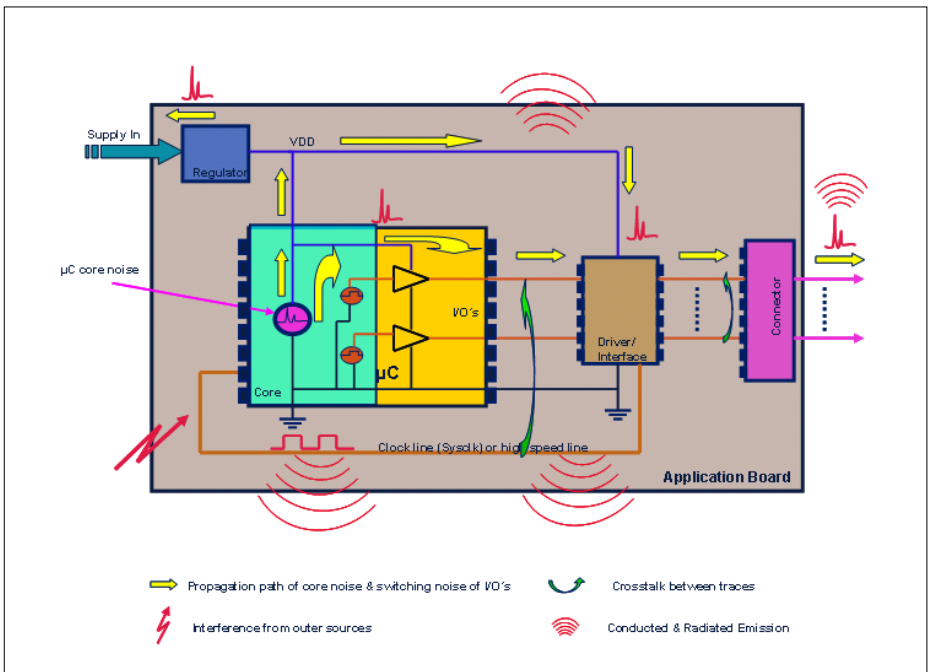 Supply In
VDD
Regulator
µC core noise
I/O's
µC
Core
Driver/
Interface
Connector
Clock line (Sysclk) or high speed line
Application Board
Propagation path of core noise & switching noise of I/O's
Crosstalk between traces
Interference from outer sources
Conducted & Radiated Emission